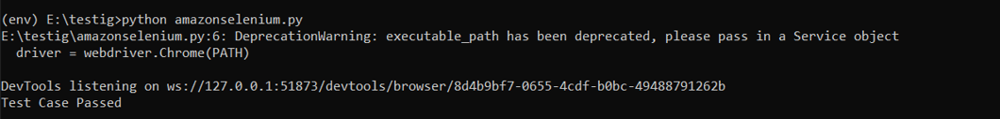 (env) E:\testig>python amazonselenium.py
E:\testig\amazonselenium.py:6: DeprecationWarning: executable_path has been deprecated, please pass in a Service object
  driver = webdriver.Chrome(PATH)
DevTools listening on ws://127.0.0.1:51873/devtools/browser/8d4b9bf7-0655-4cdf-b0bc-49488791262b
Test Case Passed